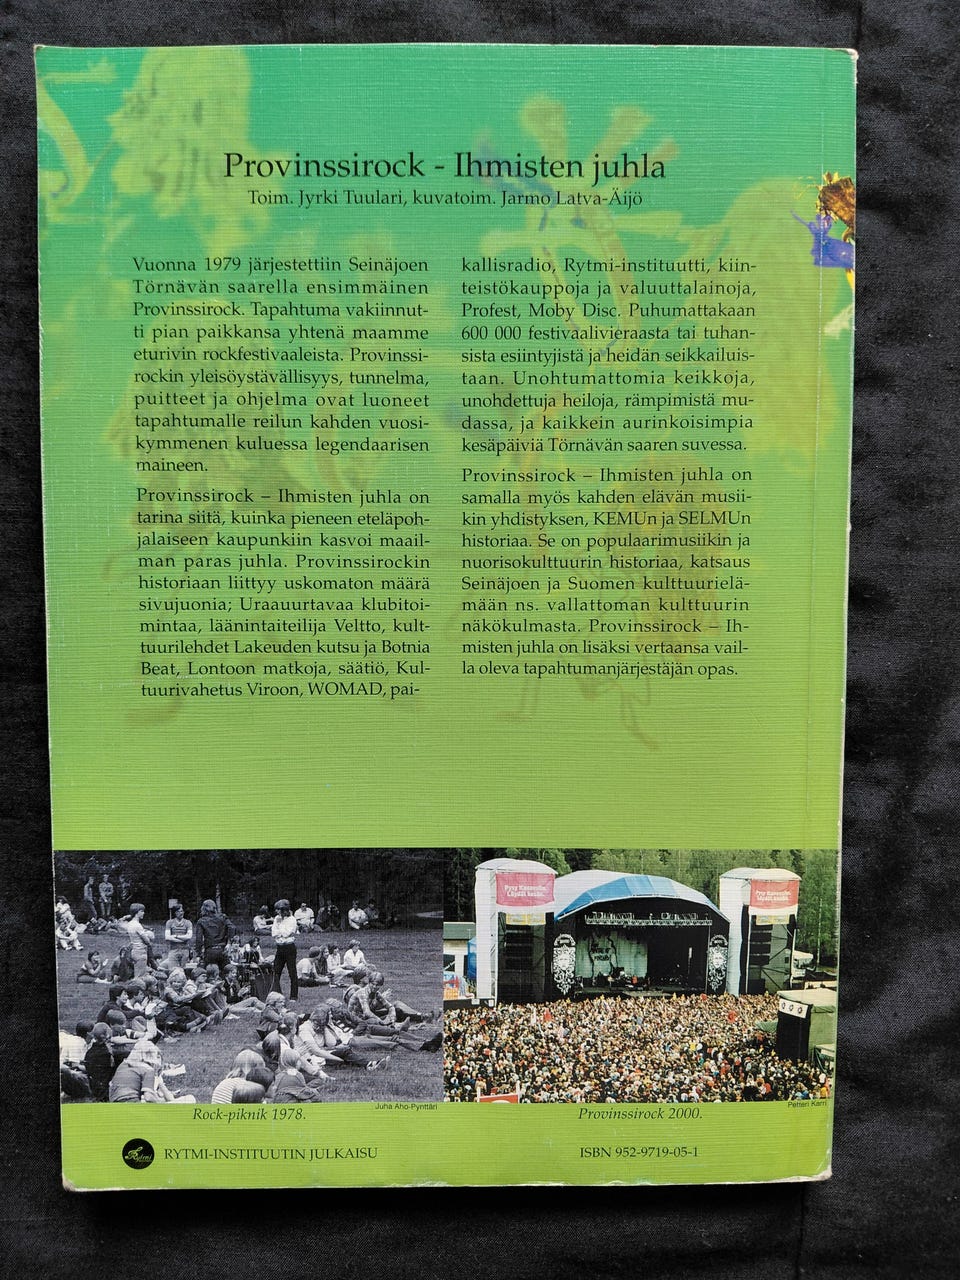 Provinssirock - Ihmisten juhla
Toim. Jyrki Tuulari, kuvatoim. Jarmo Latva-Äijö
Vuonna 1979 järjestettiin Seinäjoen
Törnävän saarella ensimmäinen
Provinssirock. Tapahtuma vakiinnut-
ti pian paikkansa yhtenä maamme
eturivin rockfestivaaleista. Provinssi-
rockin yleisöystävällisyys, tunnelma,
puitteet ja ohjelma ovat luoneet
tapahtumalle reilun kahden vuosi-
kymmenen kuluessa legendaarisen
maineen.
Provinssirock – Ihmisten juhla on
tarina siitä, kuinka pieneen eteläpoh-
jalaiseen kaupunkiin kasvoi maail-
man paras juhla. Provinssirockin
historiaan liittyy uskomaton määrä
sivujuonia; Uraauurtavaa klubitoi-
mintaa, läänintaiteilija Veltto, kult-
tuurilehdet Lakeuden kutsu ja Botnia
Beat, Lontoon matkoja, säätiö, Kul-
tuurivahetus Viroon, WOMAD, pai-
kallisradio, Rytmi-instituutti, kiin-
teistökauppoja ja valuuttalainoja,
Profest, Moby Disc. Puhumattakaan
600 000 festivaalivieraasta tai tuhan-
sista esiintyjistä ja heidän seikkailuis-
taan. Unohtumattomia keikkoja,
unohdettuja heiloja, rämpimistä mu-
dassa, ja kaikkein aurinkoisimpia
kesäpäiviä Törnävän saaren suvessa.
Provinssirock – Ihmisten juhla on
samalla myös kahden elävän musii-
kin yhdistyksen, KEMUn ja SELMUn
historiaa. Se on populaarimusiikin ja
nuorisokulttuurin historiaa, katsaus
Seinäjoen ja Suomen kulttuurielä-
mään ns. vallattoman kulttuurin
näkökulmasta. Provinssirock – Ih-
misten juhla on lisäksi vertaansa vail-
la oleva tapahtumanjärjestäjän opas.
Pysy Kaapelin.
Juha Aho-Pynttäri
Petteri Karri
Rock-piknik 1978.
Provinssirock 2000.
Rytmi
RYTMI-INSTITUUTIN JULKAISU
ISBN 952-9719-05-1